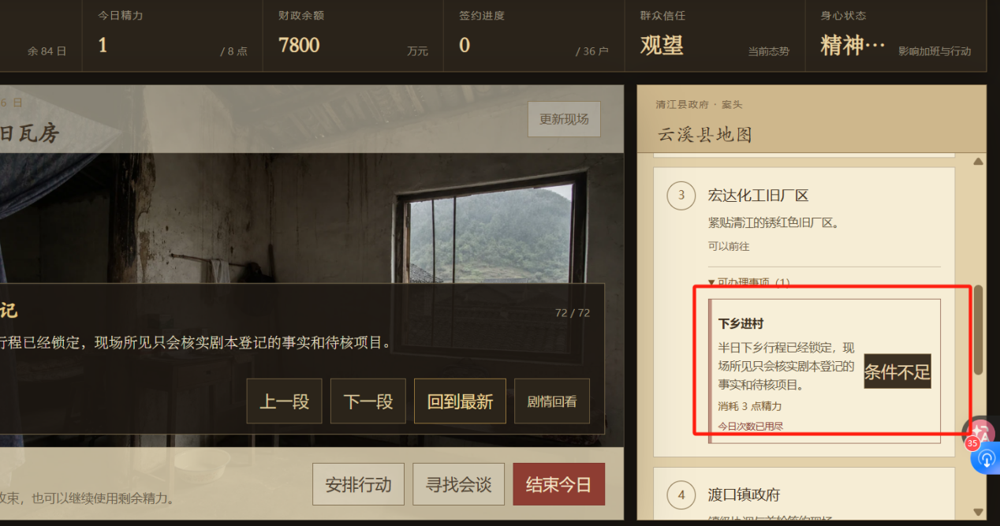 今日精力
财政余额
签约进度
群众信任
身心状态
余 84 日
1
/ 8 点
7800
万元
0
/ 36 户
观望
当前态势
精神…
影响加班与行动
6 日
旧瓦房
更新现场
记
72 / 72
行程已经锁定，现场所见只会核实剧本登记的事实和待核项目。
上一段
下一段
回到最新
剧情回看
收束，也可以继续使用剩余精力。
安排行动
寻找会谈
结束今日
清江县政府 · 案头
云溪县地图
3
宏达化工旧厂区
紧贴清江的锈红色旧厂区。
可以前往
▼可办理事项（1）
下乡进村
半日下乡行程已经锁定，现
场所见只会核实剧本登记的
事实和待核项目。
条件不足
消耗 3 点精力
今日次数已用尽
35
4
渡口镇政府